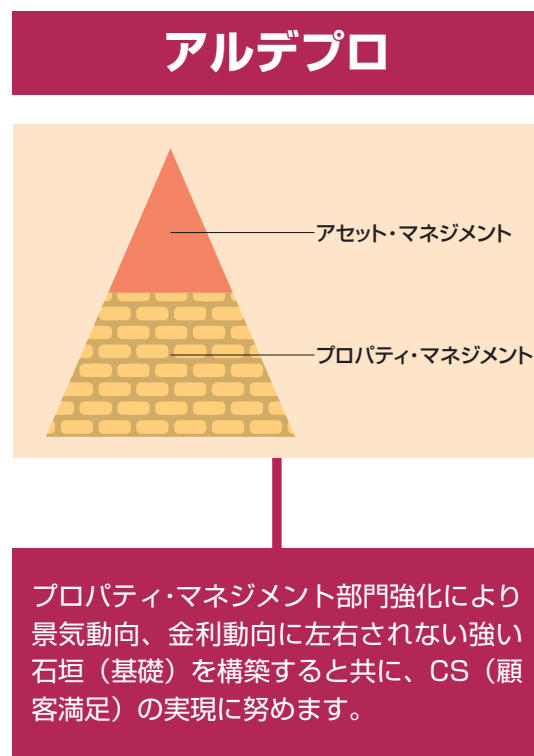 アルデプロ
アセット・マネジメント
プロパティ・マネジメント
プロパティ・マネジメント部門強化により
景気動向、金利動向に左右されない強い
石垣（基礎）を構築すると共に、CS（顧
客満足）の実現に努めます。